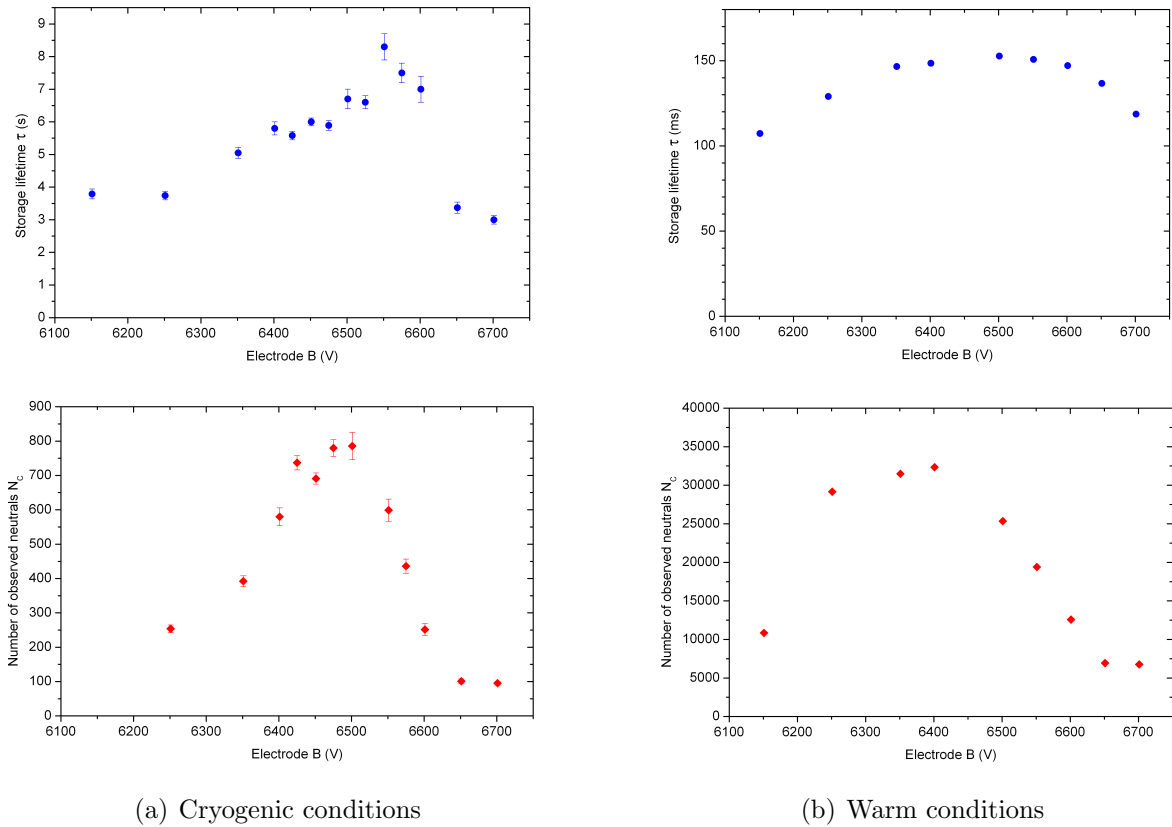 9
8
7
6
5
4
3
2
1
0
Storage lifetime τ (s)
6100 6200 6300 6400 6500 6600 6700
Electrode B (V)
150
100
50
0
Storage lifetime τ (ms)
6100 6200 6300 6400 6500 6600 6700
Electrode B (V)
900
800
700
600
500
400
300
200
100
0
Number of observed neutrals N_c
6100 6200 6300 6400 6500 6600 6700
Electrode B (V)
40000
35000
30000
25000
20000
15000
10000
5000
0
Number of observed neutrals N_c
6100 6200 6300 6400 6500 6600 6700
Electrode B (V)
(a) Cryogenic conditions
(b) Warm conditions